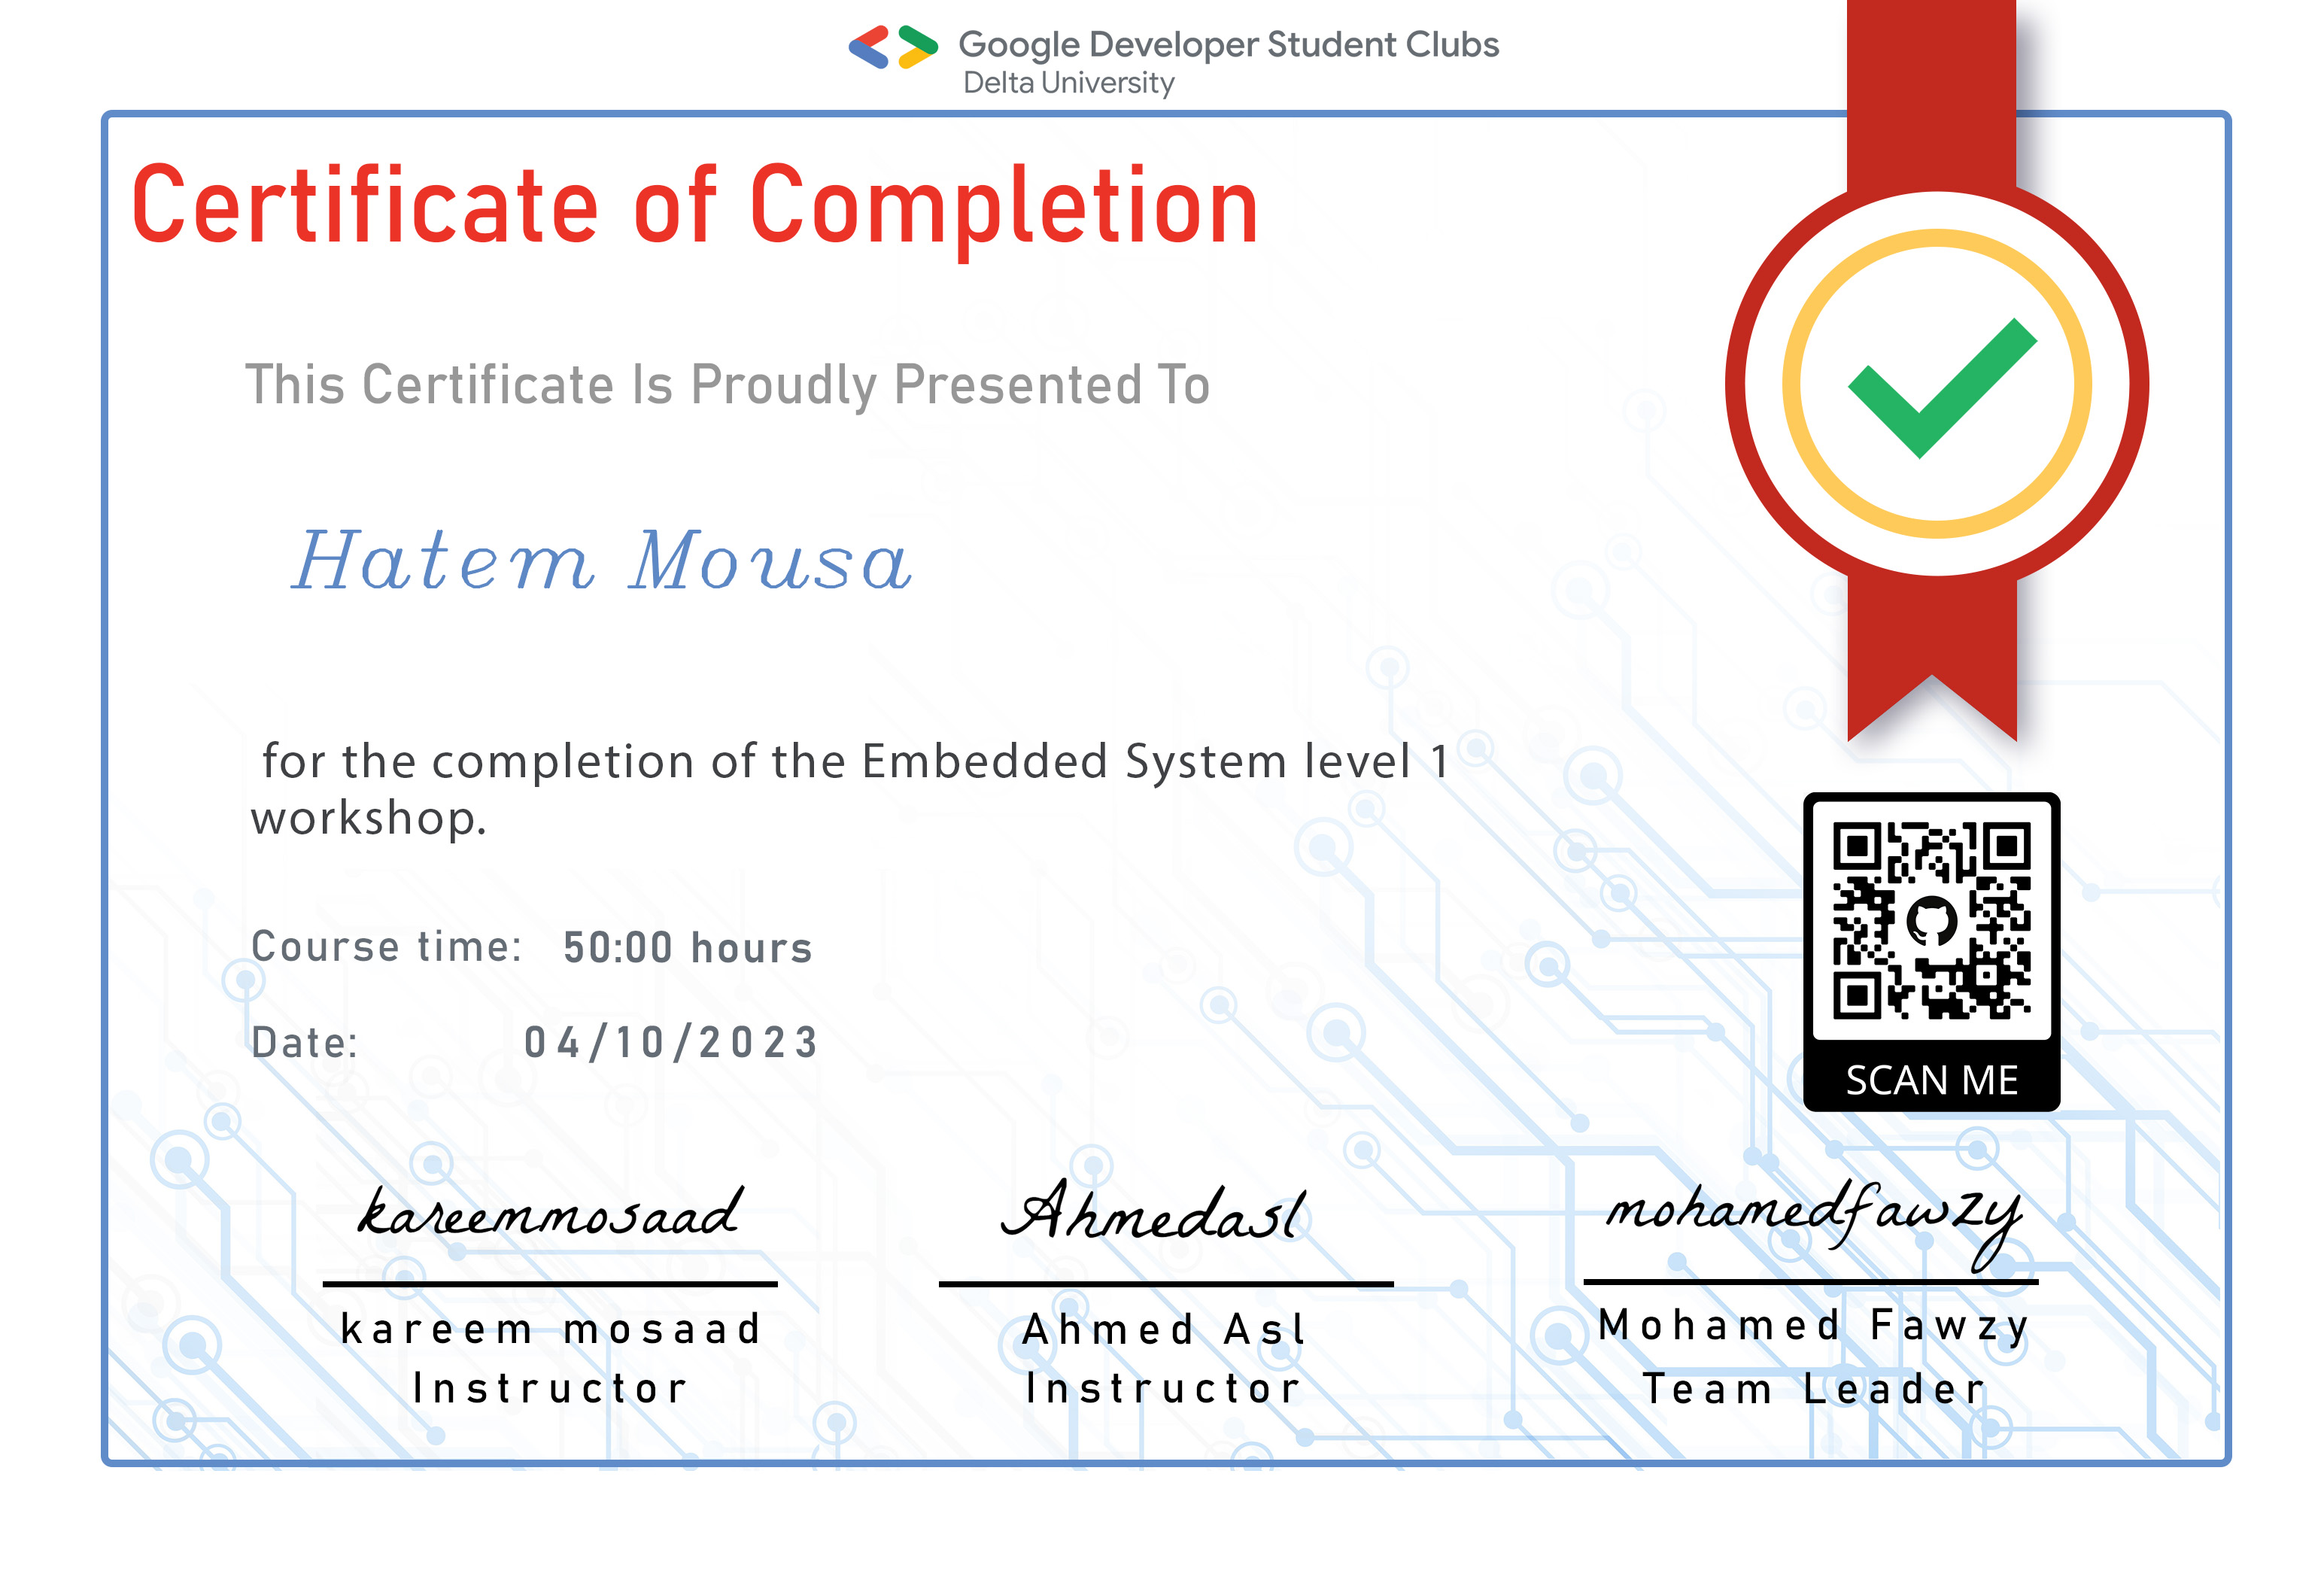 Google Developer Student Clubs
Delta University
Certificate of Completion
This Certificate Is Proudly Presented To
Hatem Mousa
for the completion of the Embedded System level 1
workshop.
Course time: 50:00 hours
Date: 04/10/2023
SCAN ME
kareemmosaad
kareem mosaad
Instructor
Ahmedasl
Ahmed Asl
Instructor
mohamedfawzy
Mohamed Fawzy
Team Leader